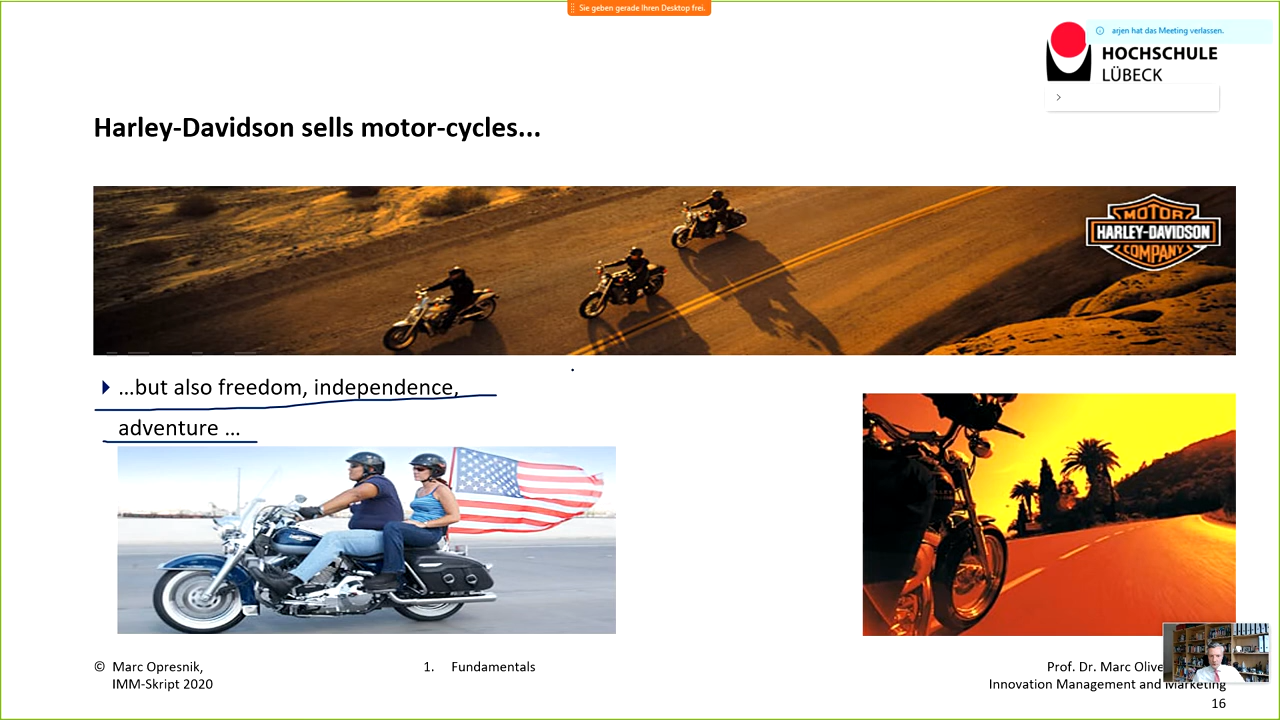 Sie geben gerade Ihren Desktop frei.
arjen hat das Meeting verlassen.
HOCHSCHULE
LÜBECK
Harley-Davidson sells motor-cycles...
MOTOR
HARLEY-DAVIDSON
COMPANY
...but also freedom, independence,
adventure ...
© Marc Opresnik,
IMM-Skript 2020
1. Fundamentals
Prof. Dr. Marc Olive
Innovation Management and Marketing
16